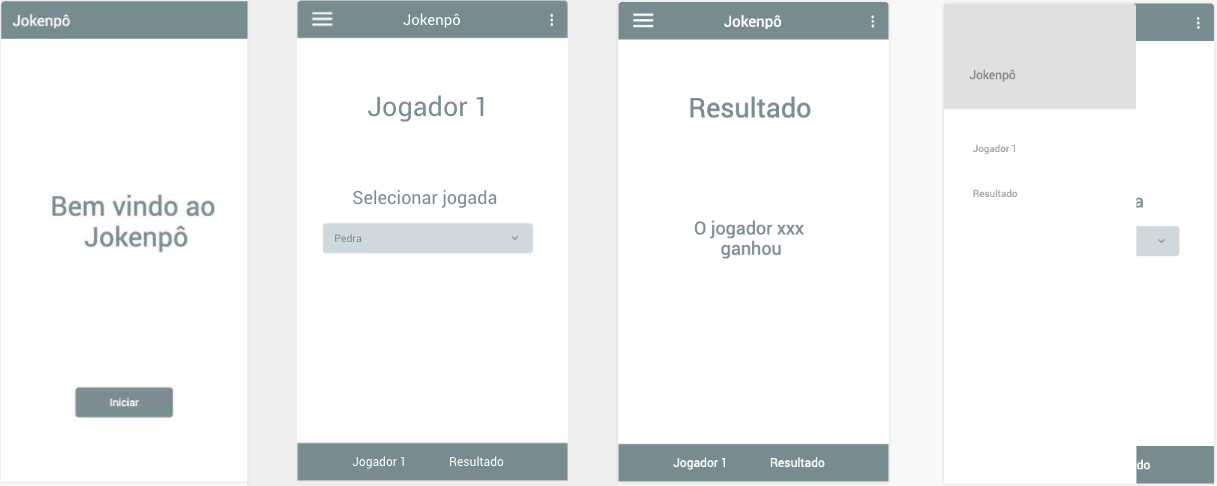 Jokenpô
Bem vindo ao
Jokenpô
Iniciar
Jokenpô
Jogador 1
Selecionar jogada
Pedra
Jogador 1
Resultado
Jokenpô
Resultado
O jogador xxx
ganhou
Jogador 1
Resultado
Jokenpô
Jogador 1
Resultado
a
do